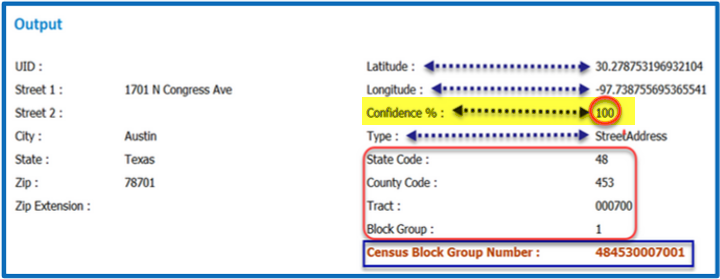 Output
UID :
Street 1 : 1701 N Congress Ave
Street 2 :
City : Austin
State : Texas
Zip : 78701
Zip Extension :
Latitude : 30.278753196932104
Longitude : -97.738755695365541
Confidence % : 100
Type : StreetAddress
State Code : 48
County Code : 453
Tract : 000700
Block Group : 1
Census Block Group Number : 484530007001